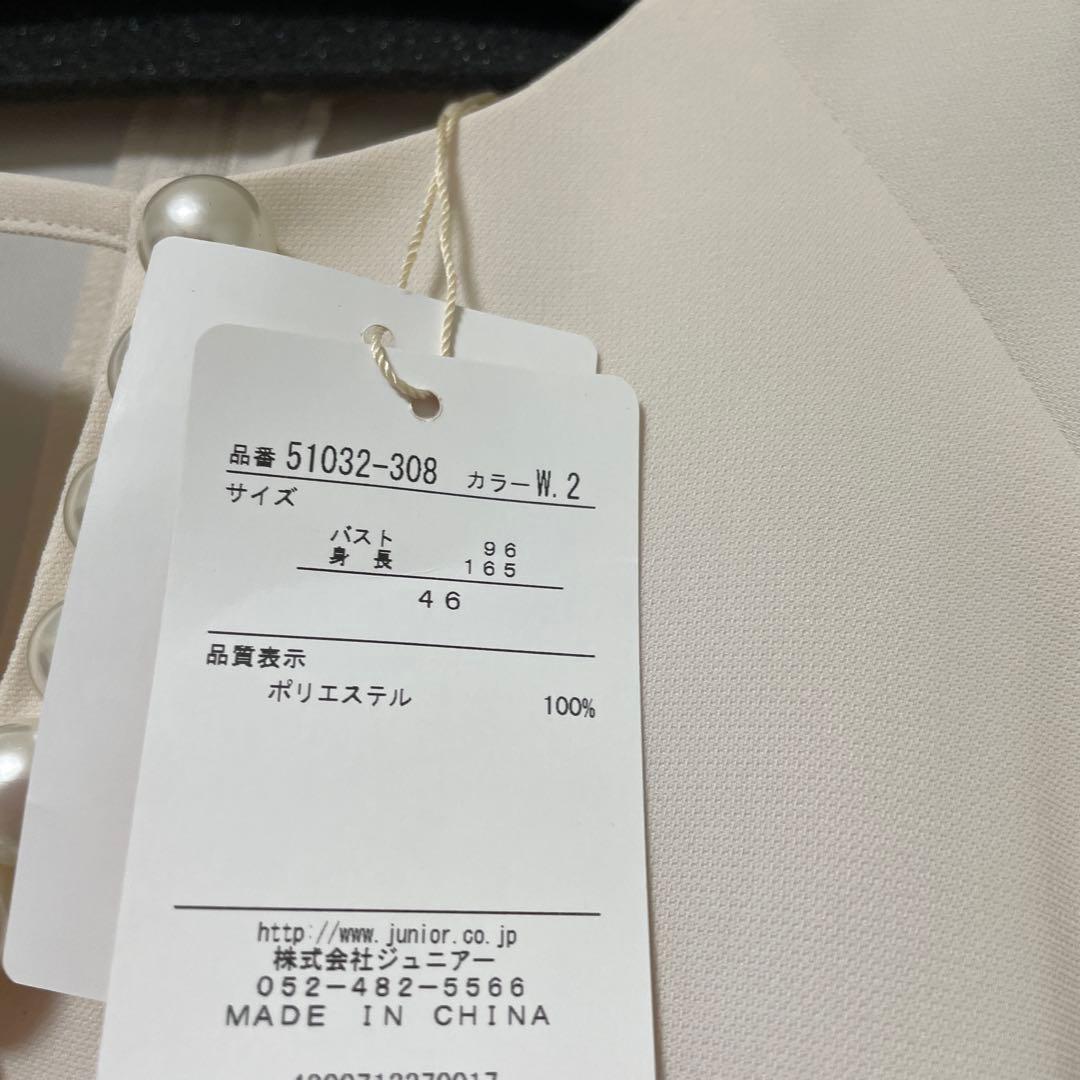 品番 51032-308 カラー W.2
サイズ
バスト 96
身長 165
46
品質表示
ポリエステル 100%
http://www.junior.co.jp
株式会社ジュニアー
052-482-5566
MADE IN CHINA